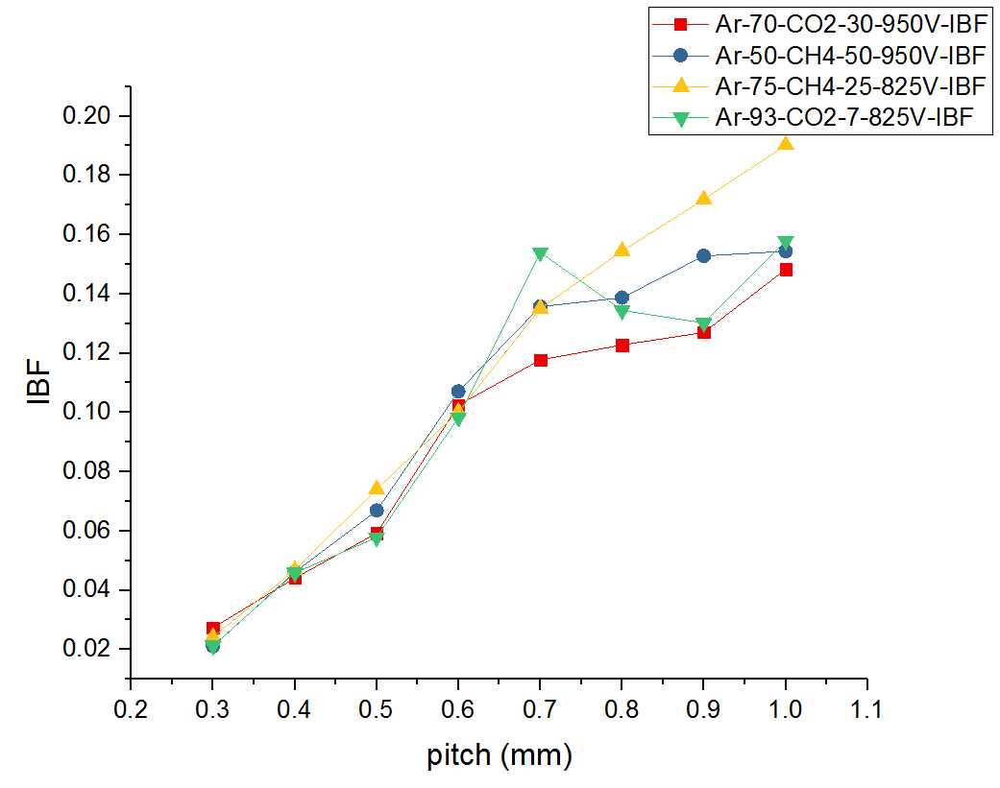 Ar-70-CO2-30-950V-IBF
Ar-50-CH4-50-950V-IBF
Ar-75-CH4-25-825V-IBF
Ar-93-CO2-7-825V-IBF
0.20
0.18
0.16
0.14
0.12
0.10
0.08
0.06
0.04
0.02
IBF
0.2 0.3 0.4 0.5 0.6 0.7 0.8 0.9 1.0 1.1
pitch (mm)